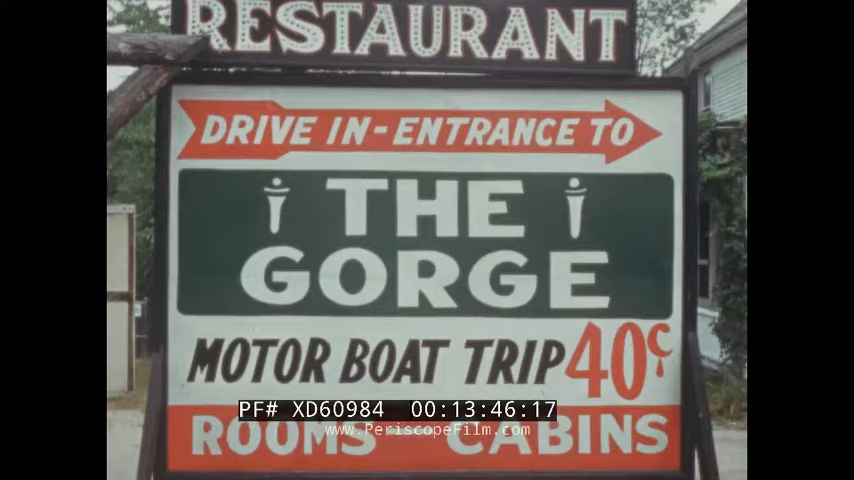 RESTAURANT
DRIVE IN-ENTRANCE TO
THE
GORGE
MOTOR BOAT TRIP 40¢
PF# XD60984 00:13:46:17
www.PeriscopeFilm.com
ROOMS CABINS